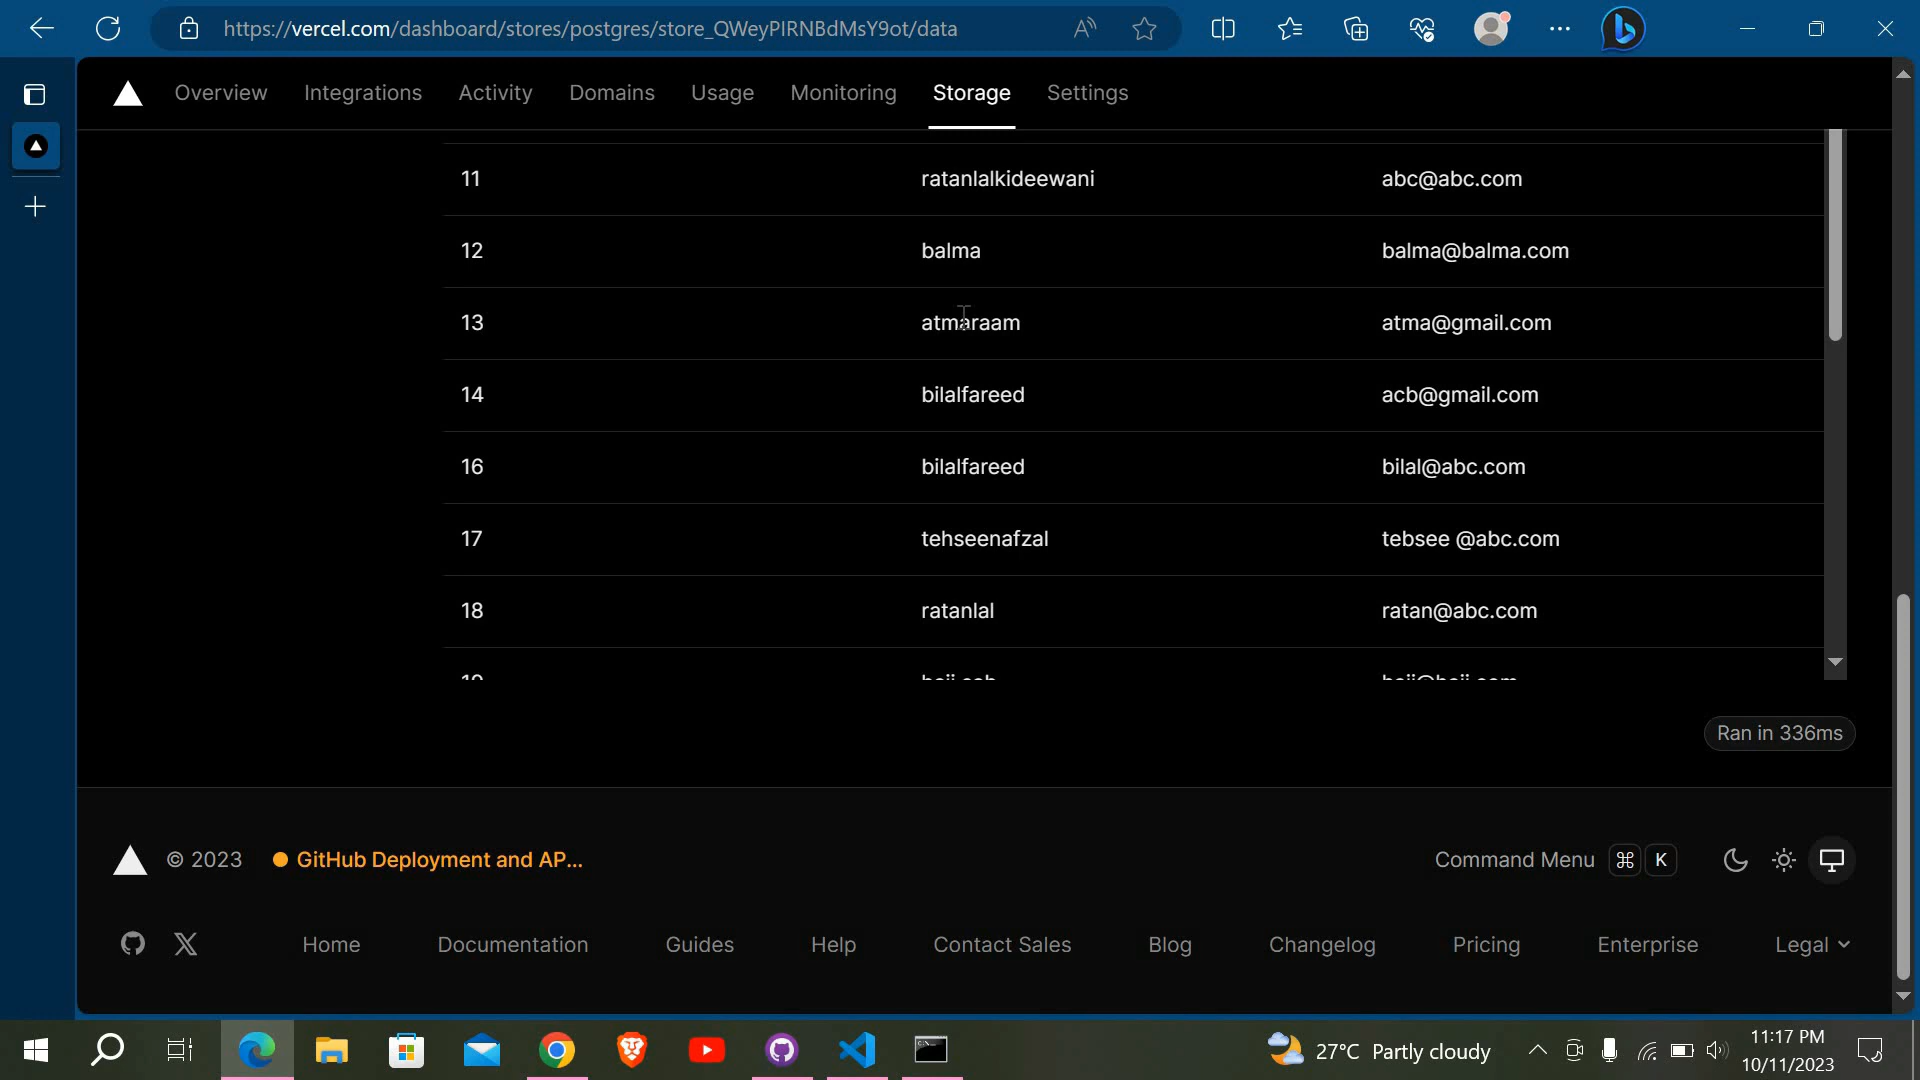 https://vercel.com/dashboard/stores/postgres/store_QWeyPIRNBdMsY9ot/data
Overview Integrations Activity Domains Usage Monitoring Storage Settings
11 ratanlalkideewani abc@abc.com
12 balma balma@balma.com
13 atmaraam atma@gmail.com
14 bilalfareed acb@gmail.com
16 bilalfareed bilal@abc.com
17 tehseenafzal tebsee @abc.com
18 ratanlal ratan@abc.com
Ran in 336ms
© 2023 GitHub Deployment and AP...
Command Menu ⌘ K
Home Documentation Guides Help Contact Sales Blog Changelog Pricing Enterprise Legal
27°C Partly cloudy
11:17 PM
10/11/2023